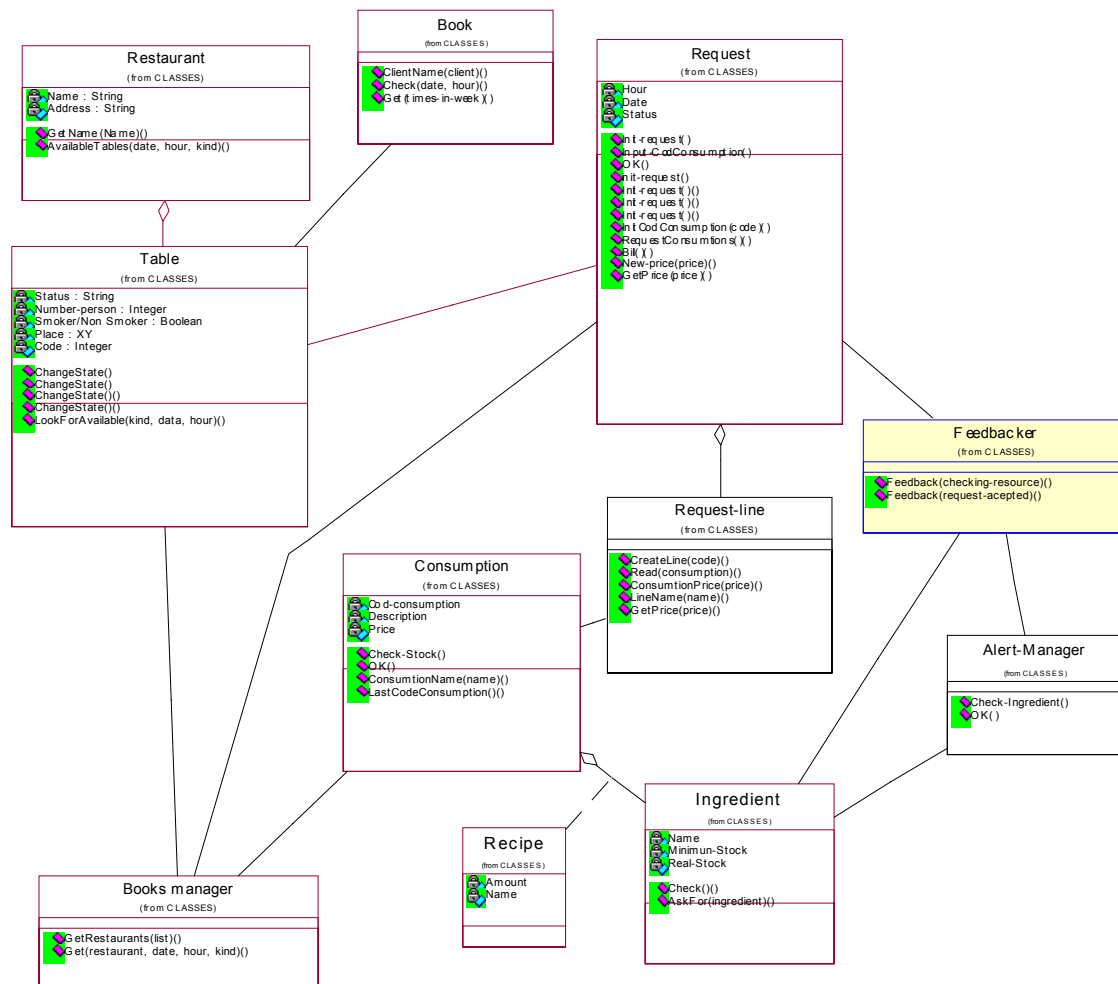 Restaurant
(from CLASSES)
Name : String
Address : String
GetName(Name)()
AvailableTables(date, hour, kind)()
Book
(from CLASSES)
ClientName(client)()
Check(date, hour)()
Get(times-in-week)()
Request
(from CLASSES)
Hour
Date
Status
Init-request()
Input-CodConsumption()
OK()
nit-request()
Init-request()()
Init-request()()
Init-request()()
InitCodConsumption(code)()
RequestConsumtions()()
Bill()()
New-price(price)()
GetPrice(price)()
Table
(from CLASSES)
Status : String
Number-person : Integer
Smoker/Non Smoker : Boolean
Place : XY
Code : Integer
ChangeState()
ChangeState()
ChangeState()()
ChangeState()()
LookForAvailable(kind, data, hour)()
Feedbacker
(from CLASSES)
Feedback(checking-resource)()
Feedback(request-acepted)()
Request-line
(from CLASSES)
CreateLine(code)()
Read(consumption)()
ConsumtionPrice(price)()
LineName(name)()
GetPrice(price)()
Consumption
(from CLASSES)
Cod-consumption
Description
Price
Check-Stock()
OK()
ConsumtionName(name)()
LastCodeConsumption()()
Alert-Manager
(from CLASSES)
Check-Ingredient()
OK()
Ingredient
(from CLASSES)
Name
Minimun-Stock
Real-Stock
Check()()
AskFor(ingredient)()
Recipe
(from CLASSES)
Amount
Name
Books manager
(from CLASSES)
GetRestaurants(list)()
Get(restaurant, date, hour, kind)()